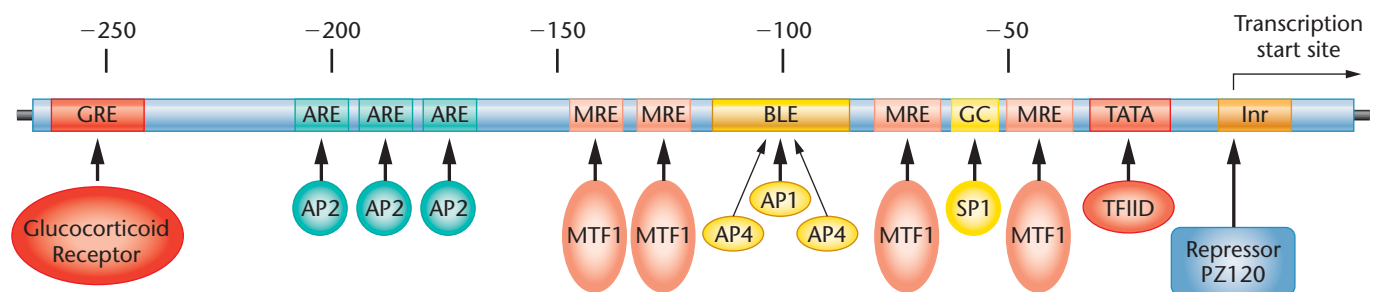 −250
−200
−150
−100
−50
Transcription
start site
GRE
ARE
ARE
ARE
MRE
MRE
BLE
MRE
GC
MRE
TATA
Inr
Glucocorticoid
Receptor
AP2
AP2
AP2
MTF1
MTF1
AP4
AP1
AP4
MTF1
SP1
MTF1
TFIID
Repressor
PZ120